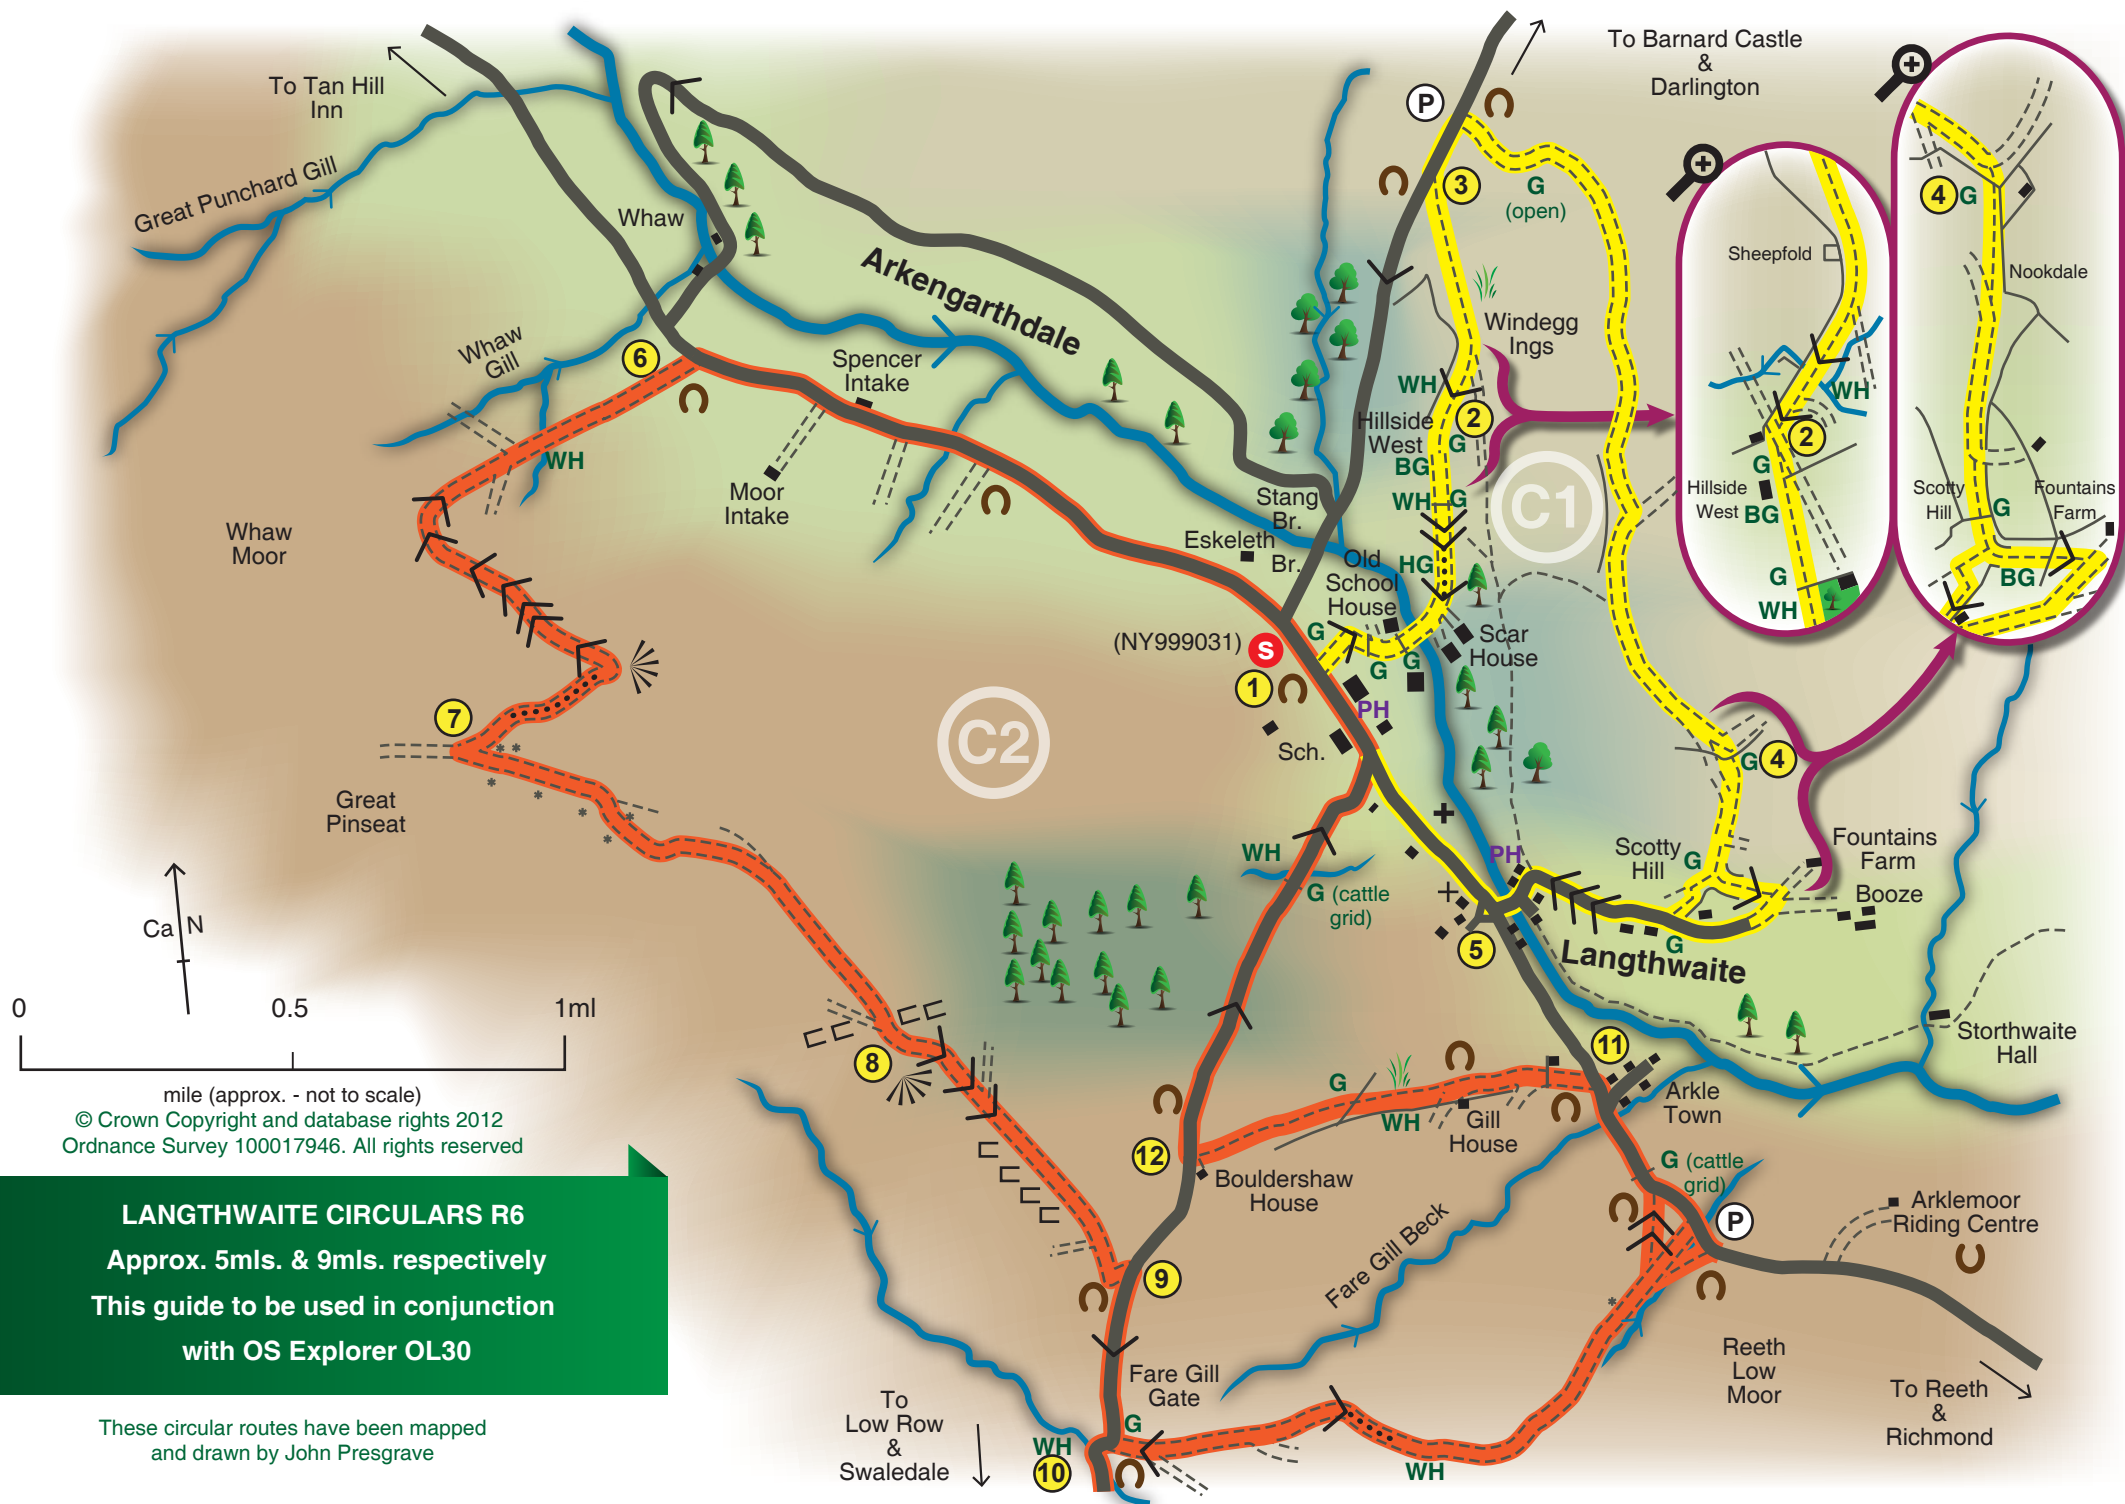 To Tan Hill
Inn
Great Punchard Gill
Whaw
Whaw
Gill
6
WH
Whaw
Moor
Arkengarthdale
Spencer
Intake
Moor
Intake
To Barnard Castle
&
Darlington
P
3
G
(open)
Windegg
Ings
WH
2
Hillside
West
G
BG
WH
G
HG
C1
Stang
Br.
Eskeleth
Br.
Old
School
House
(NY999031)
S
G
1
G
G
Scar
House
PH
Sch.
Sheepfold
WH
2
G
Hillside
West
BG
G
WH
4
G
Nookdale
Scotty
Hill
G
Fountains
Farm
BG
7
C2
Great
Pinseat
G
4
WH
G (cattle
grid)
PH
Scotty
Hill
G
Fountains
Farm
Booze
5
G
Langthwaite
Ca N
0
0.5
1ml
mile (approx. - not to scale)
© Crown Copyright and database rights 2012
Ordnance Survey 100017946. All rights reserved
8
11
Storthwaite
Hall
Arkle
Town
G
WH
Gill
House
12
Bouldershaw
House
G (cattle
grid)
P
Arklemoor
Riding Centre
Fare Gill Beck
9
Fare Gill
Gate
G
WH
10
WH
Reeth
Low
Moor
To Reeth
&
Richmond
To
Low Row
&
Swaledale
LANGTHWAITE CIRCULARS R6
Approx. 5mls. & 9mls. respectively
This guide to be used in conjunction
with OS Explorer OL30
These circular routes have been mapped
and drawn by John Presgrave